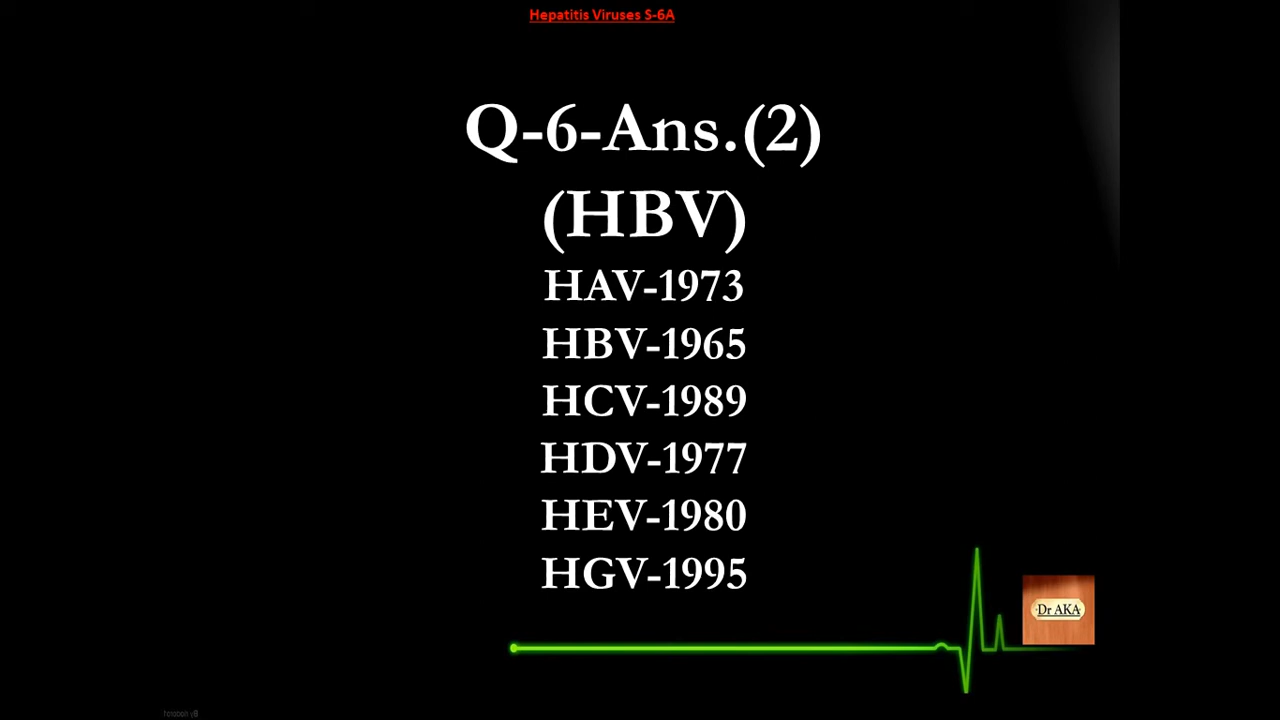 Hepatitis Viruses S-6A
Q-6-Ans.(2)
(HBV)
HAV-1973
HBV-1965
HCV-1989
HDV-1977
HEV-1980
HGV-1995
Dr AKA